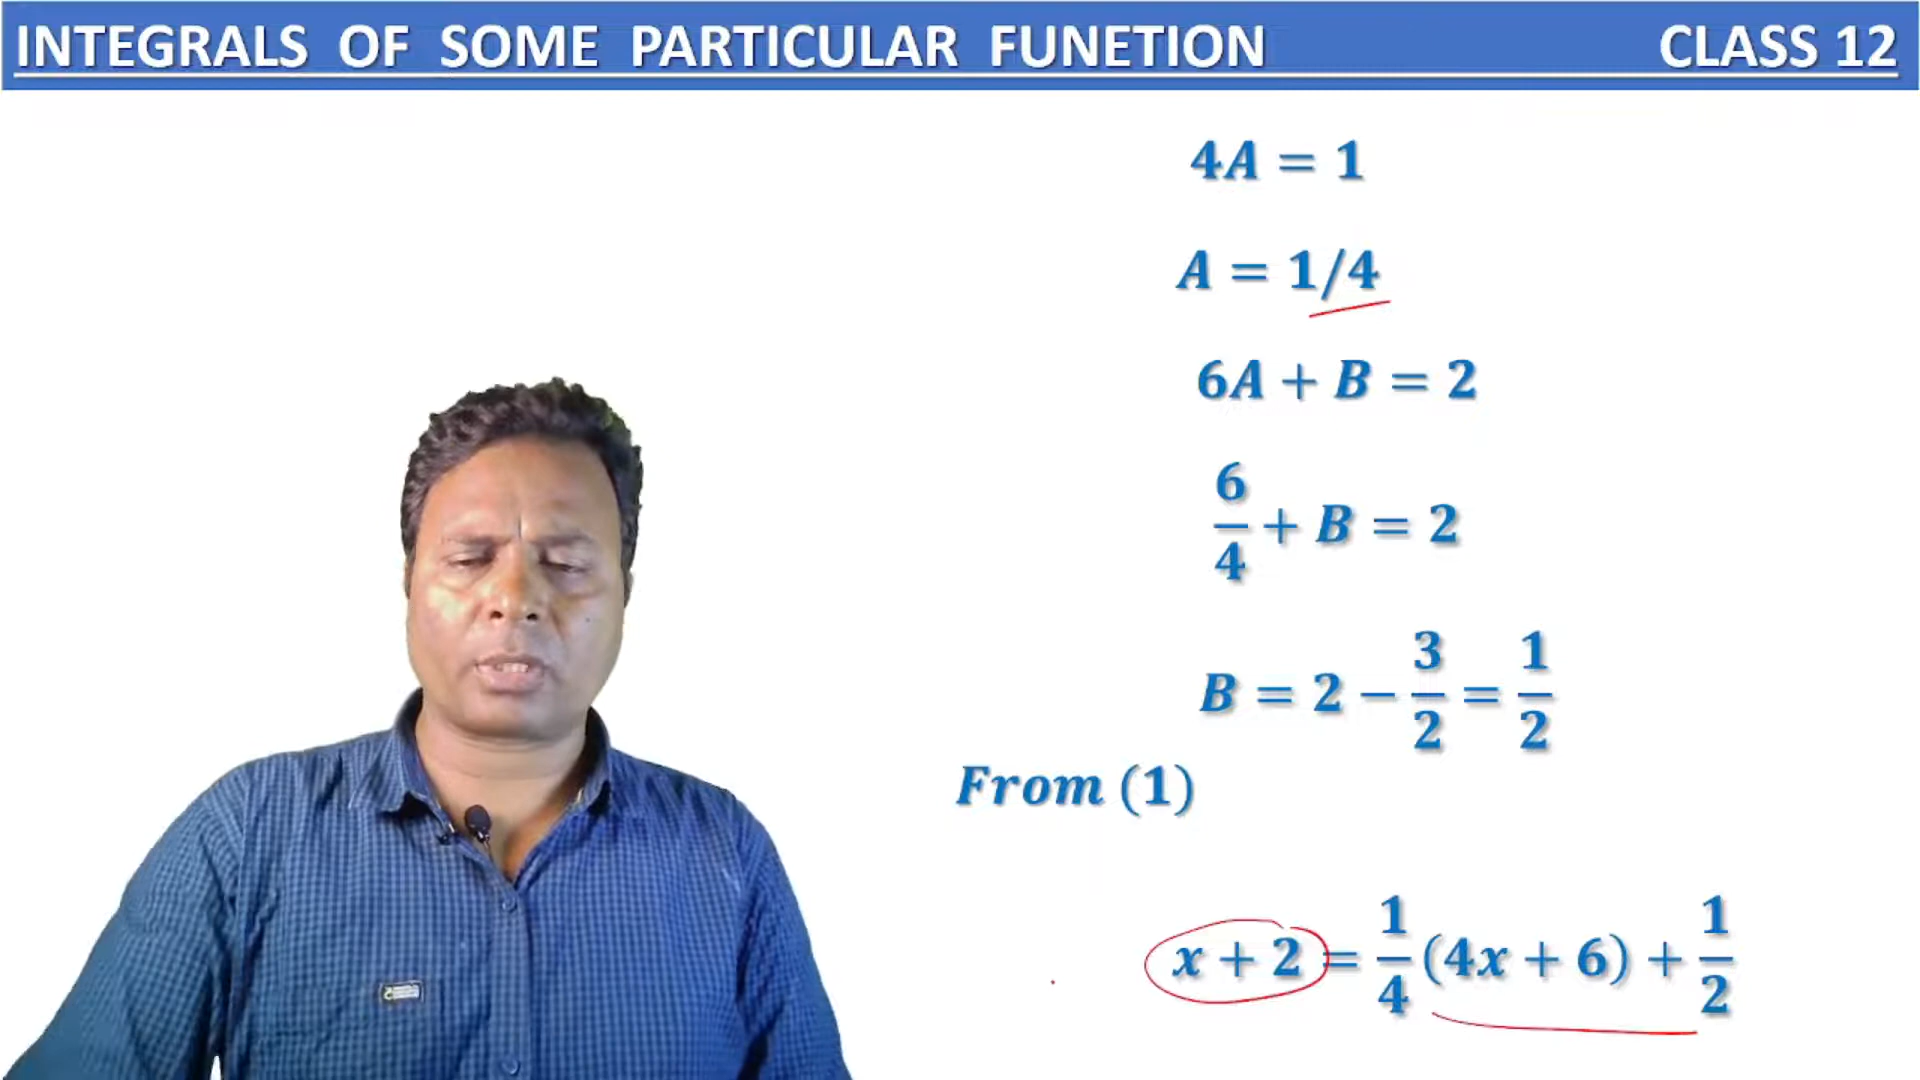 INTEGRALS OF SOME PARTICULAR FUNETION CLASS 12
4A = 1
A = 1/4
6A + B = 2
6/4 + B = 2
B = 2 − 3/2 = 1/2
From (1)
x + 2 = 1/4 (4x + 6) + 1/2